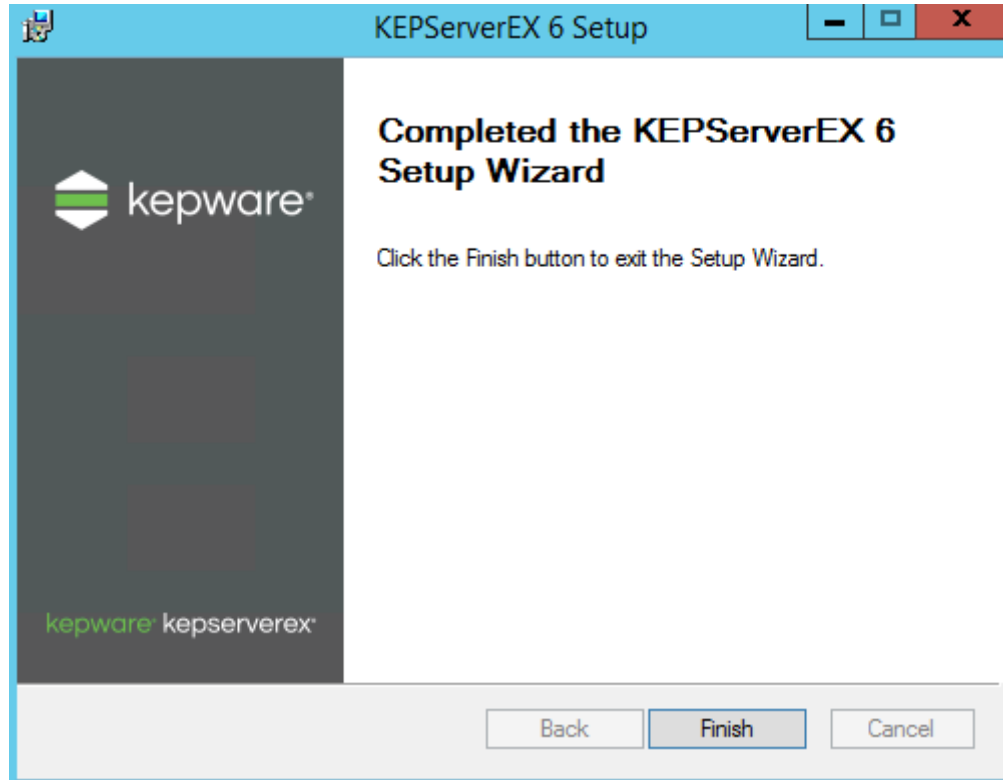 KEPServerEX 6 Setup
Completed the KEPServerEX 6
Setup Wizard
kepware®
Click the Finish button to exit the Setup Wizard.
kepware® kepserverex®
Back
Finish
Cancel